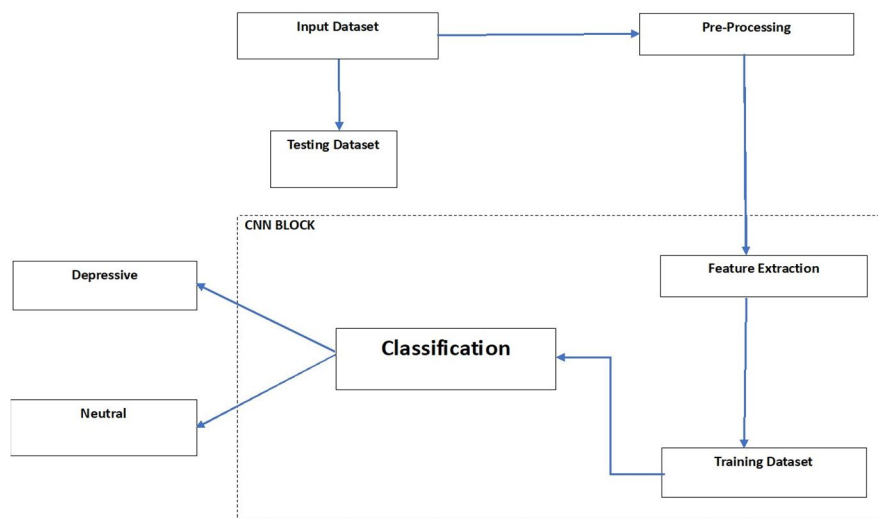 Input Dataset
Pre-Processing
Testing Dataset
CNN BLOCK
Depressive
Feature Extraction
Classification
Neutral
Training Dataset